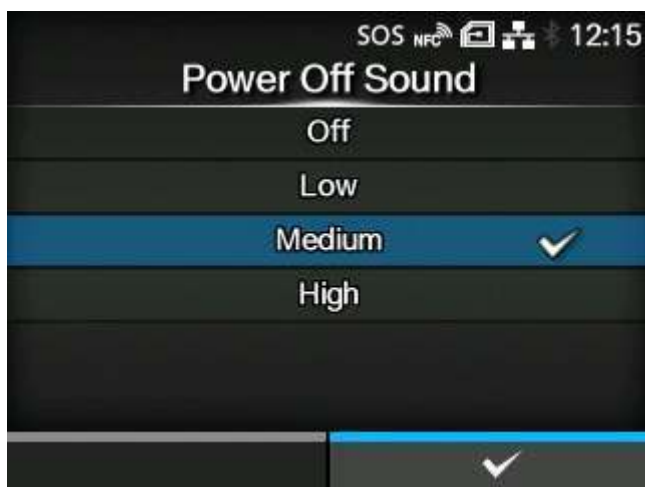 SOS NFC 12:15
Power Off Sound
Off
Low
Medium
High